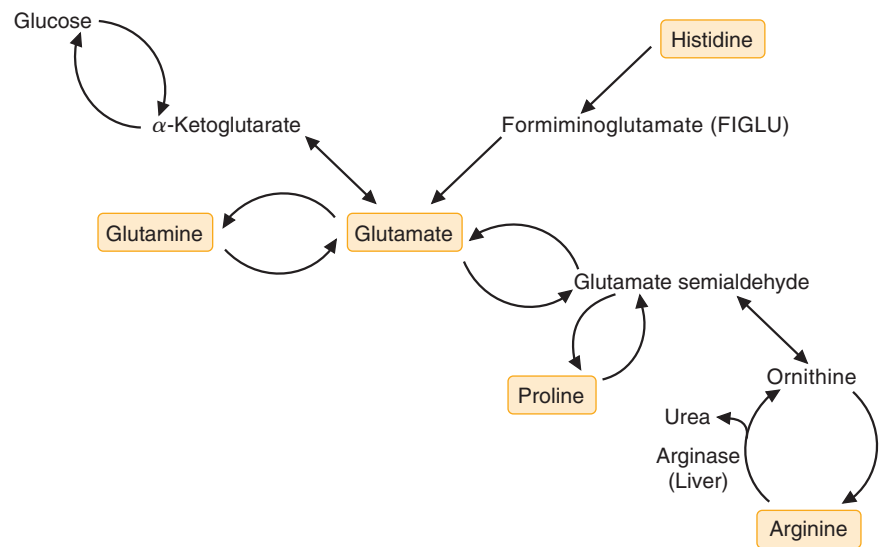 Glucose
Histidine
α-Ketoglutarate
Formiminoglutamate (FIGLU)
Glutamine
Glutamate
Glutamate semialdehyde
Proline
Ornithine
Urea
Arginase
(Liver)
Arginine